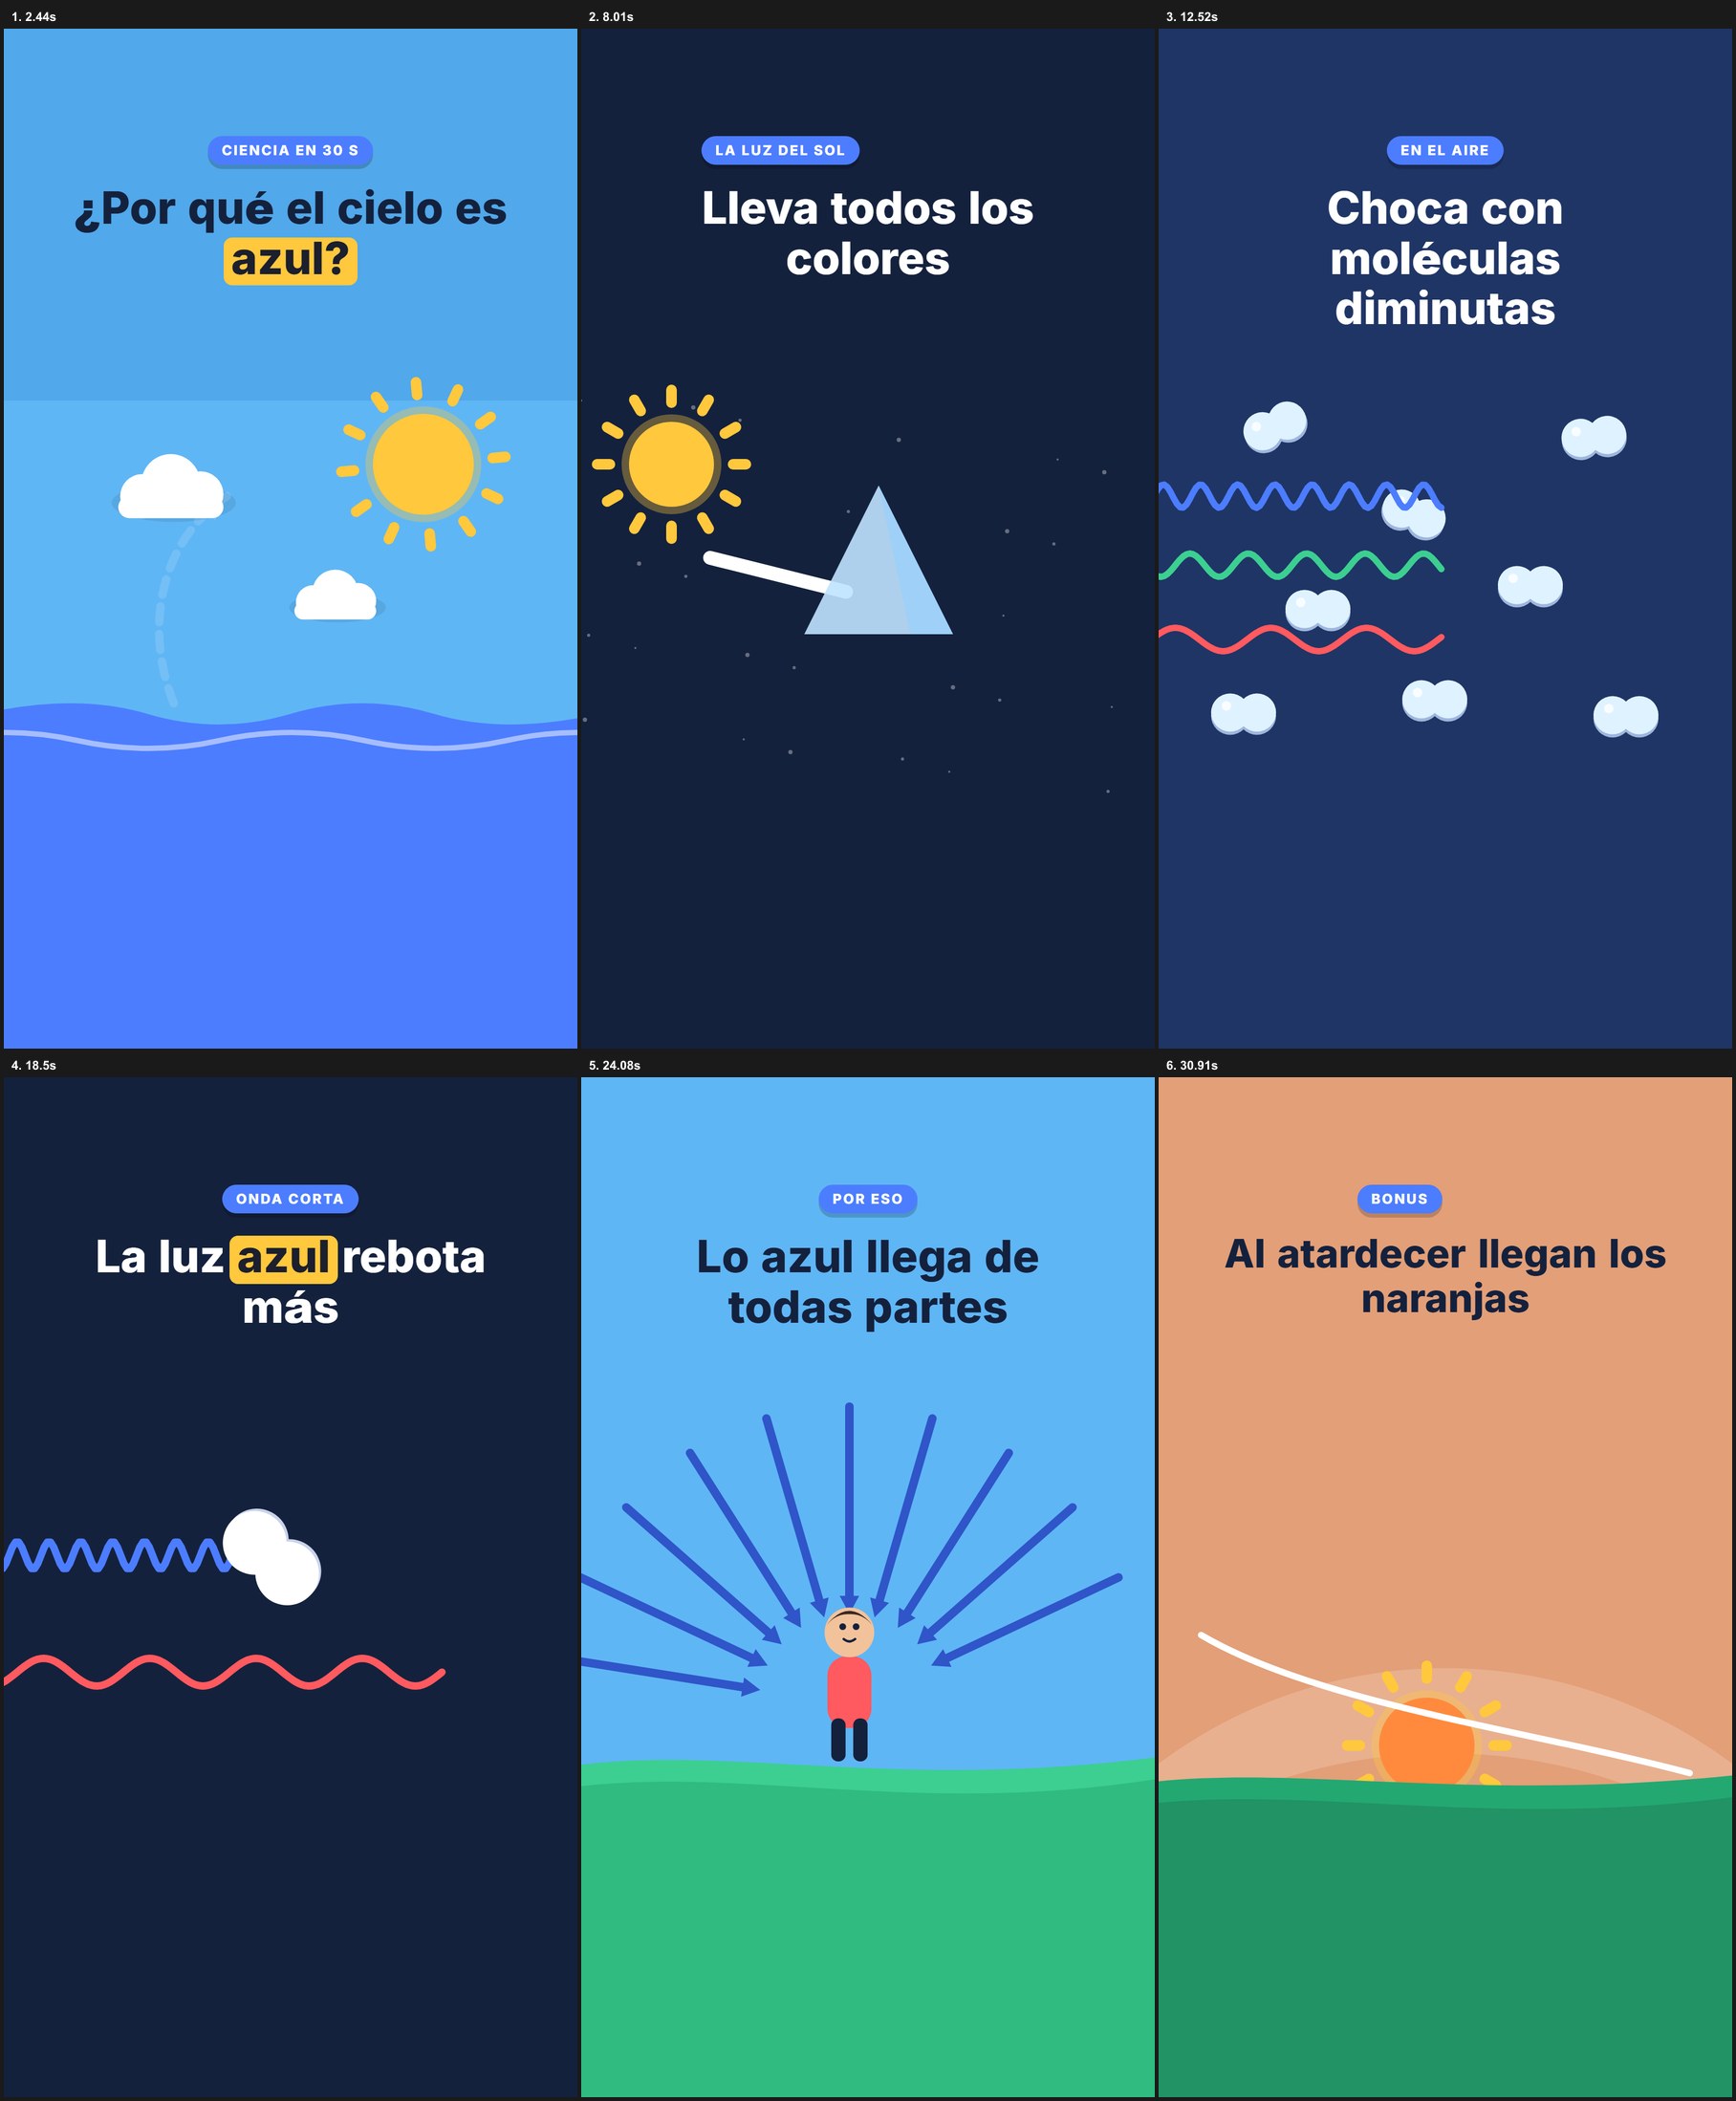 1. 2.44s
CIENCIA EN 30 S
¿Por qué el cielo es
azul?
2. 8.01s
LA LUZ DEL SOL
Lleva todos los
colores
3. 12.52s
EN EL AIRE
Choca con
moléculas
diminutas
4. 18.5s
ONDA CORTA
La luz azul rebota
más
5. 24.08s
POR ESO
Lo azul llega de
todas partes
6. 30.91s
BONUS
Al atardecer llegan los
naranjas